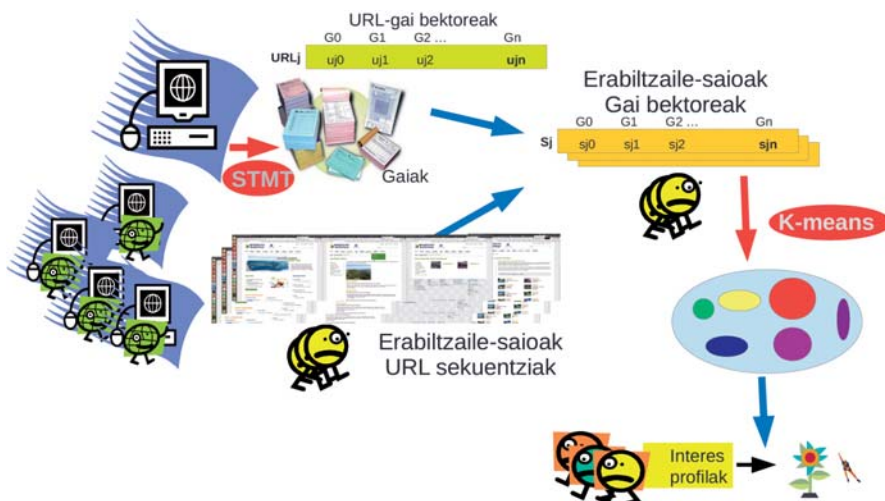 URL-gai bektoreak
G0 G1 G2 ... Gn
URLj uj0 uj1 uj2 ujn
Erabiltzaile-saioak
Gai bektoreak
G0 G1 G2 ... Gn
Sj sj0 sj1 sj2 sjn
STMT
Gaiak
K-means
Erabiltzaile-saioak
URL sekuentziak
Interes
profilak